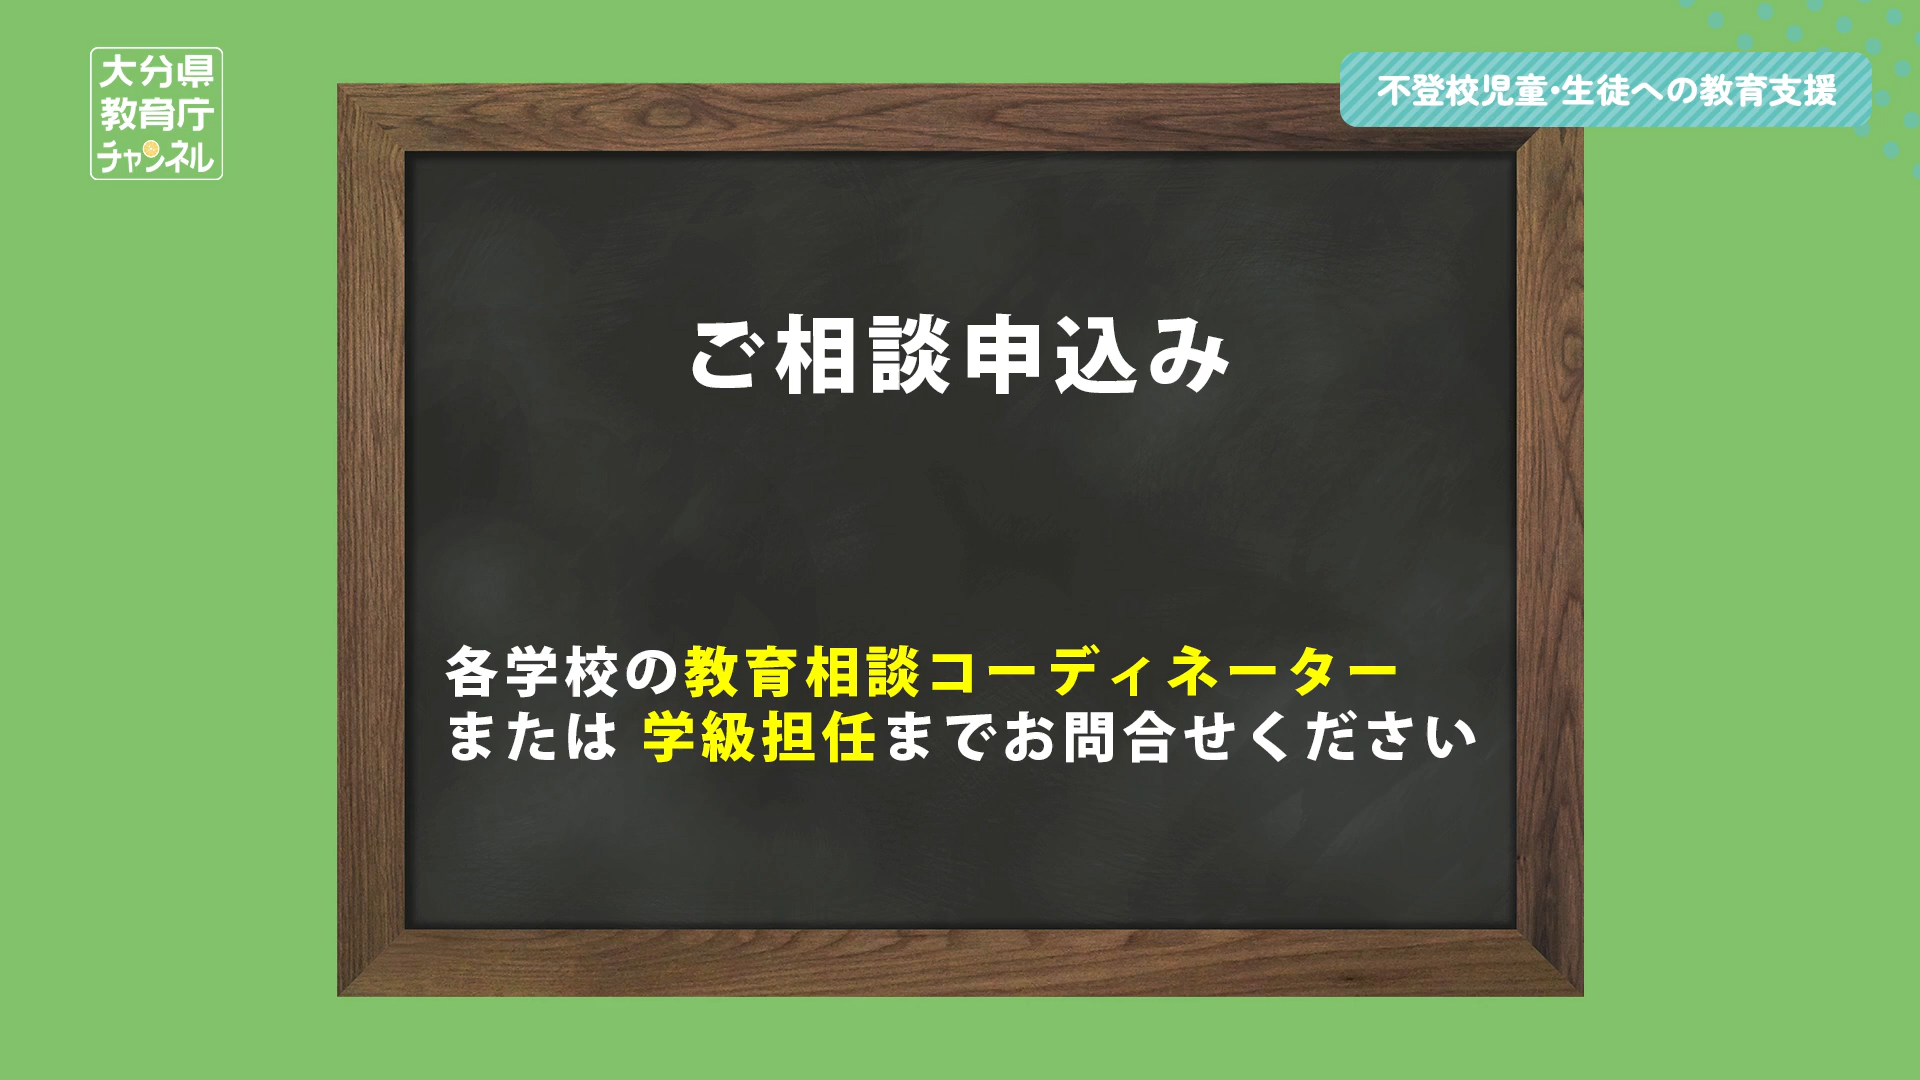 大分県
教育庁
チャンネル
不登校児童・生徒への教育支援
ご相談申込み
各学校の教育相談コーディネーター
または 学級担任までお問合せください